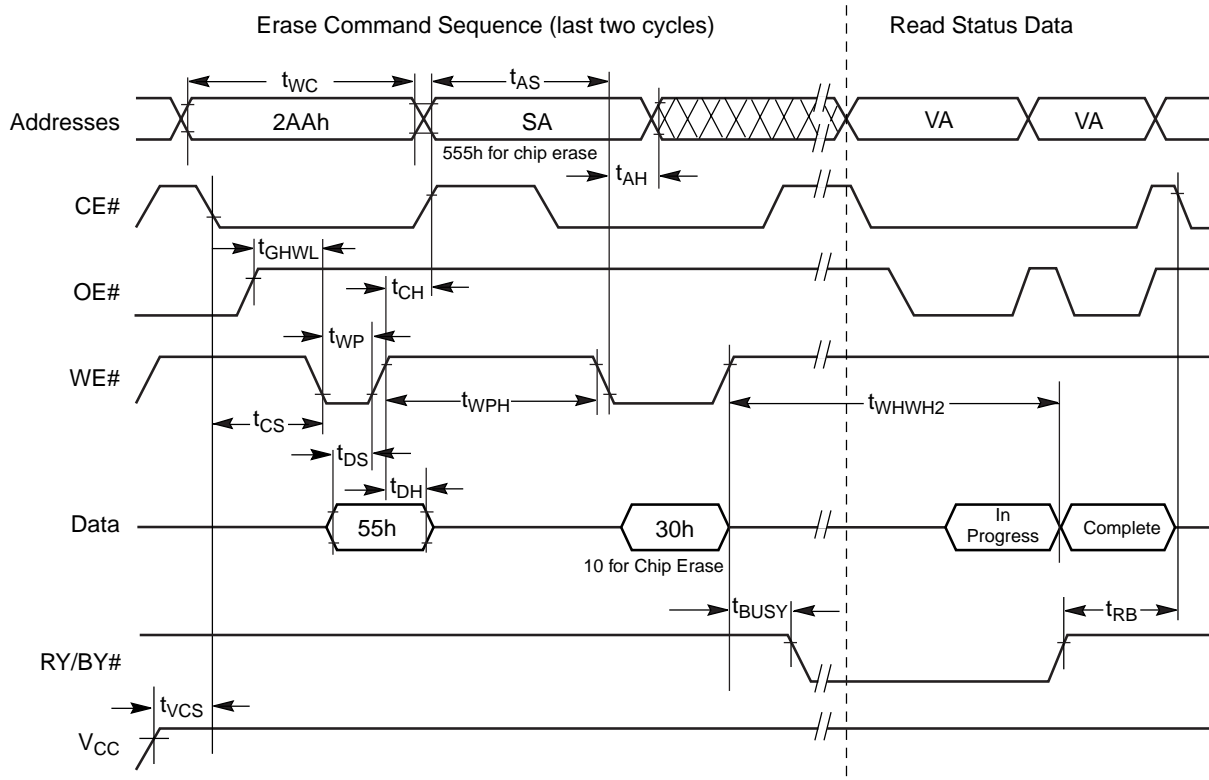 Erase Command Sequence (last two cycles)
Read Status Data
tWC
tAS
Addresses
2AAh
SA
VA
VA
555h for chip erase
tAH
CE#
tGHWL
OE#
tCH
tWP
WE#
tWPH
tWHWH2
tCS
tDS
tDH
Data
55h
30h
In
Progress
Complete
10 for Chip Erase
tBUSY
tRB
RY/BY#
tVCS
VCC